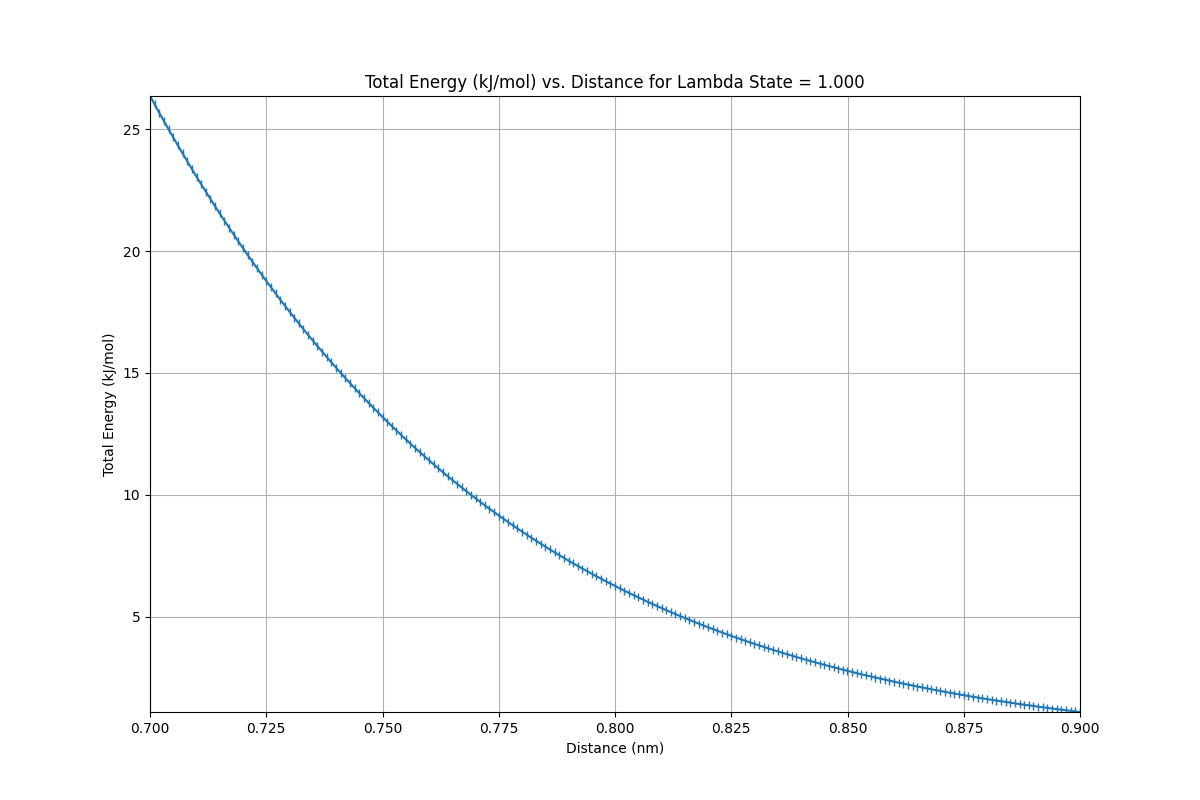 Total Energy (kJ/mol) vs. Distance for Lambda State = 1.000
25
20
15
10
5
Total Energy (kJ/mol)
0.700 0.725 0.750 0.775 0.800 0.825 0.850 0.875 0.900
Distance (nm)